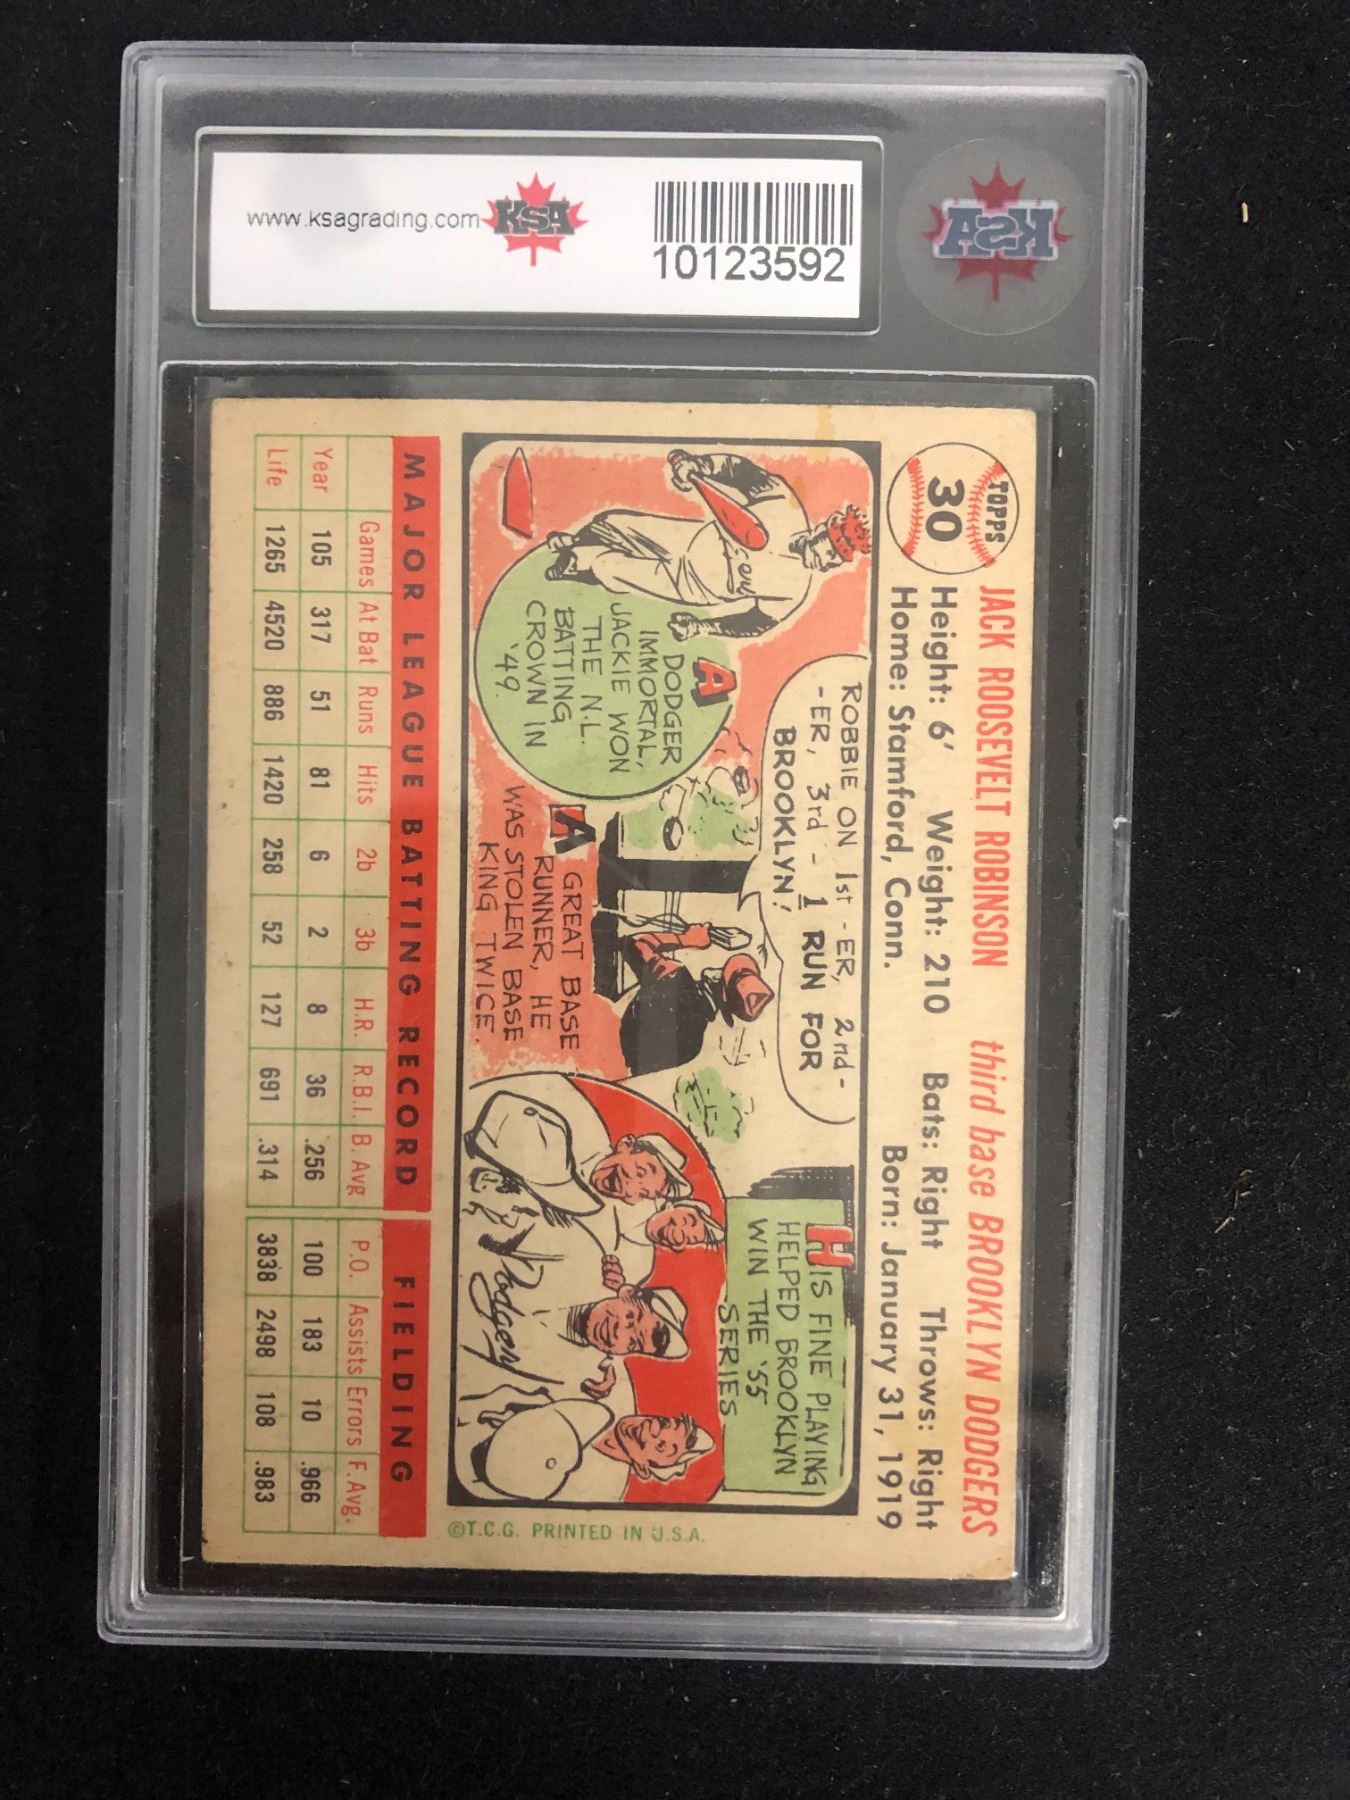 www.ksagrading.com
KSA
10123592
KSA
TOPPS
30
JACK ROOSEVELT ROBINSON third base BROOKLYN DODGERS
Height: 6' Weight: 210 Bats: Right Throws: Right
Home: Stamford, Conn. Born: January 31, 1919
A DODGER
IMMORTAL,
JACKIE WON
THE N.L.
BATTING
CROWN IN
'49.
ROBBIE ON 1st-ER, 2nd-
-ER, 3rd - 1 RUN FOR
BROOKLYN!
A GREAT BASE
RUNNER, HE
WAS STOLEN BASE
KING TWICE.
HIS FINE PLAYING
HELPED BROOKLYN
WIN THE '55
SERIES
Dodgers
©T.C.G. PRINTED IN U.S.A.
MAJOR LEAGUE BATTING RECORD FIELDING
Games At Bat Runs Hits 2b 3b H.R. R.B.I. B. Avg P.O. Assists Errors F. Avg.
Year 105 317 51 81 6 2 8 36 .256 100 183 10 .966
Life 1265 4520 886 1420 258 52 127 691 .314 3838 2498 108 .983